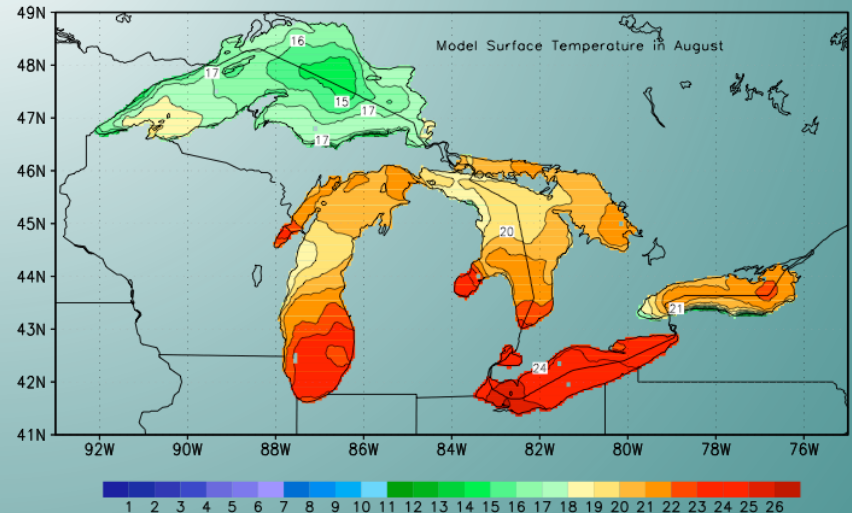 49N
Model Surface Temperature in August
16
48N
17
15
17
47N
17
46N
45N
20
44N
21
43N
24
42N
41N
92W 90W 88W 86W 84W 82W 80W 78W 76W
1 2 3 4 5 6 7 8 9 10 11 12 13 14 15 16 17 18 19 20 21 22 23 24 25 26